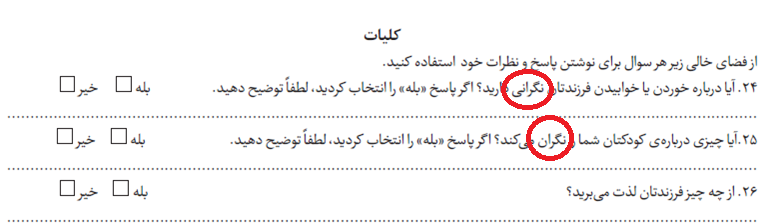 کلیات
از فضای خالی زیر هر سوال برای نوشتن پاسخ و نظرات خود استفاده کنید.
۲۴. آیا درباره خوردن یا خوابیدن فرزندتان نگرانی دارید؟ اگر پاسخ «بله» را انتخاب کردید، لطفاً توضیح دهید. بله خیر
۲۵.آیا چیزی درباره‌ی کودکتان شما را نگران می‌کند؟ اگر پاسخ «بله» را انتخاب کردید، لطفاً توضیح دهید. بله خیر
۲۶. از چه چیز فرزندتان لذت می‌برید؟ بله خیر